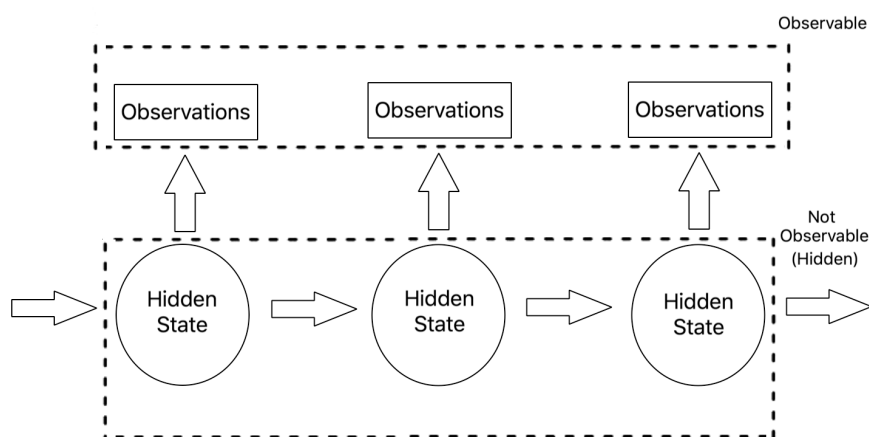 Observable
Observations
Observations
Observations
Not
Observable
(Hidden)
Hidden
State
Hidden
State
Hidden
State